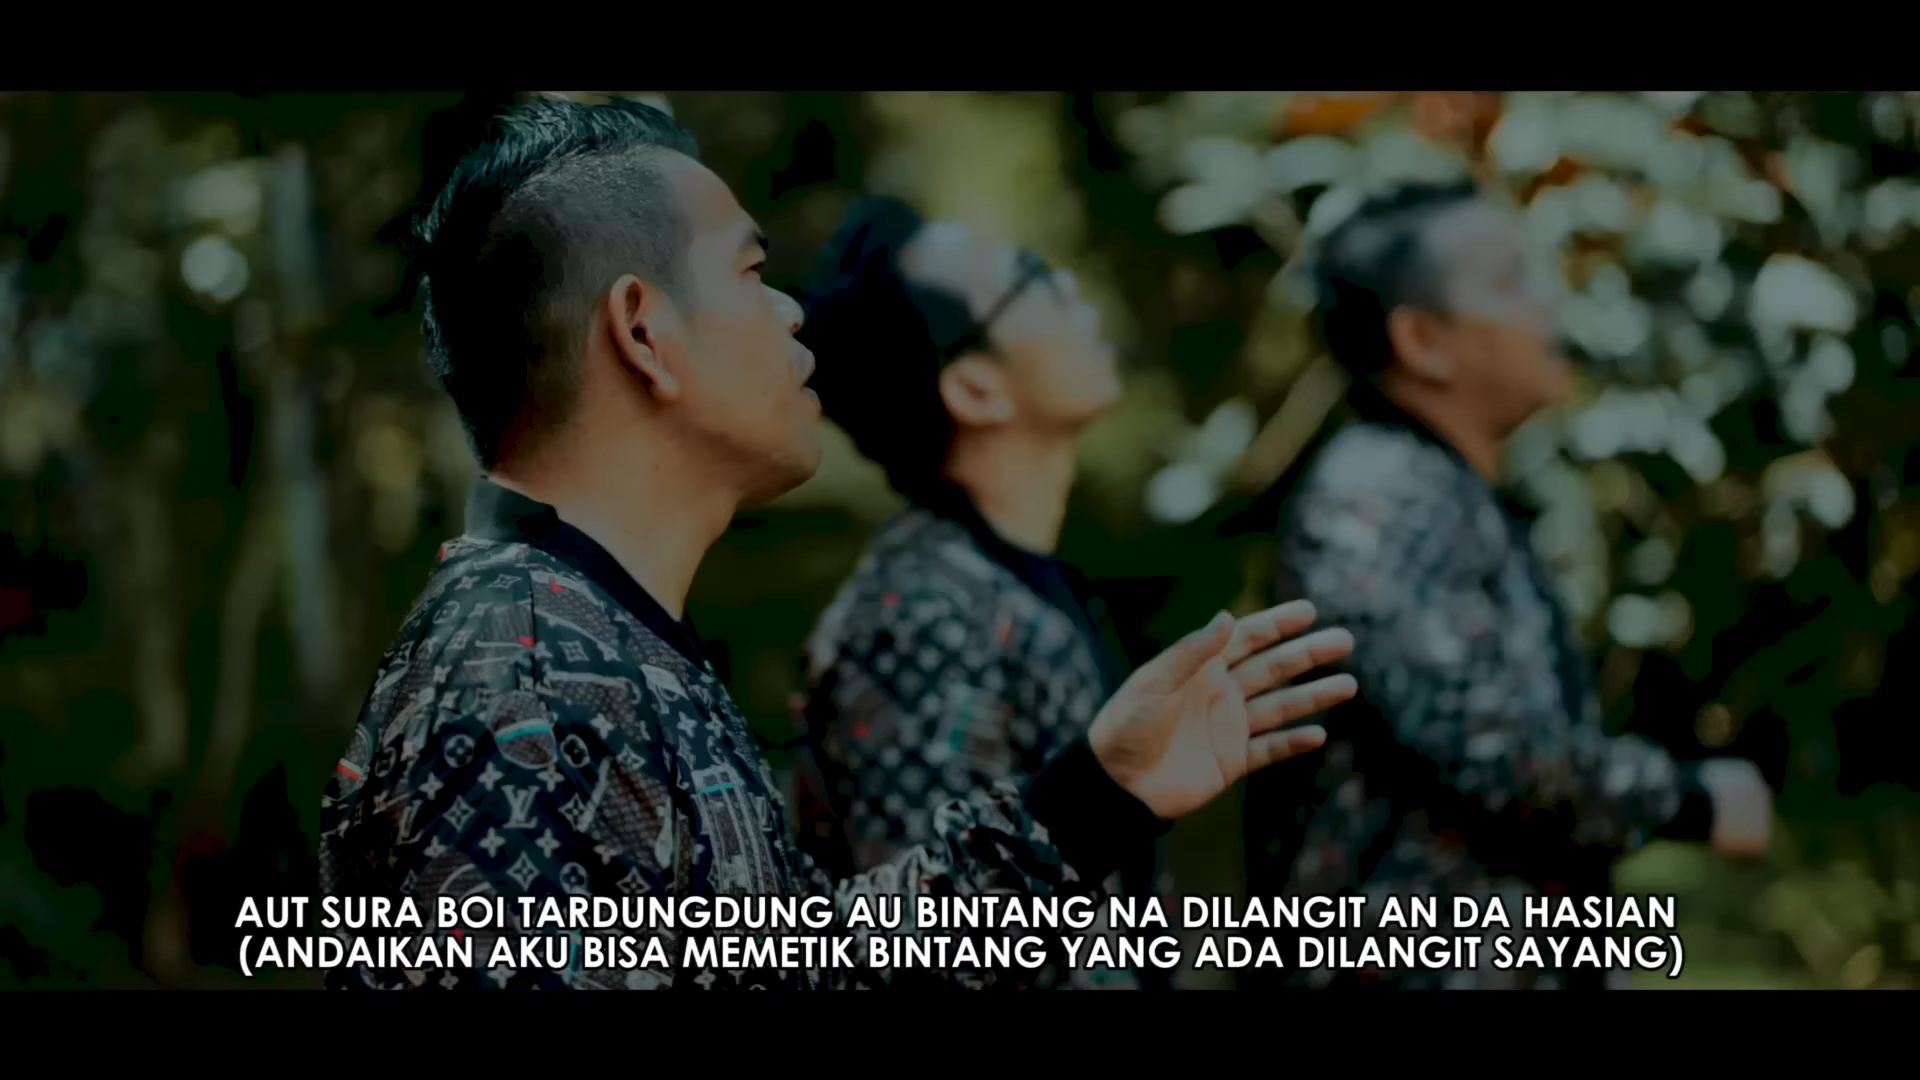 AUT SURA BOI TARDUNGDUNG AU BINTANG NA DILANGIT AN DA HASIAN
(ANDAIKAN AKU BISA MEMETIK BINTANG YANG ADA DILANGIT SAYANG)